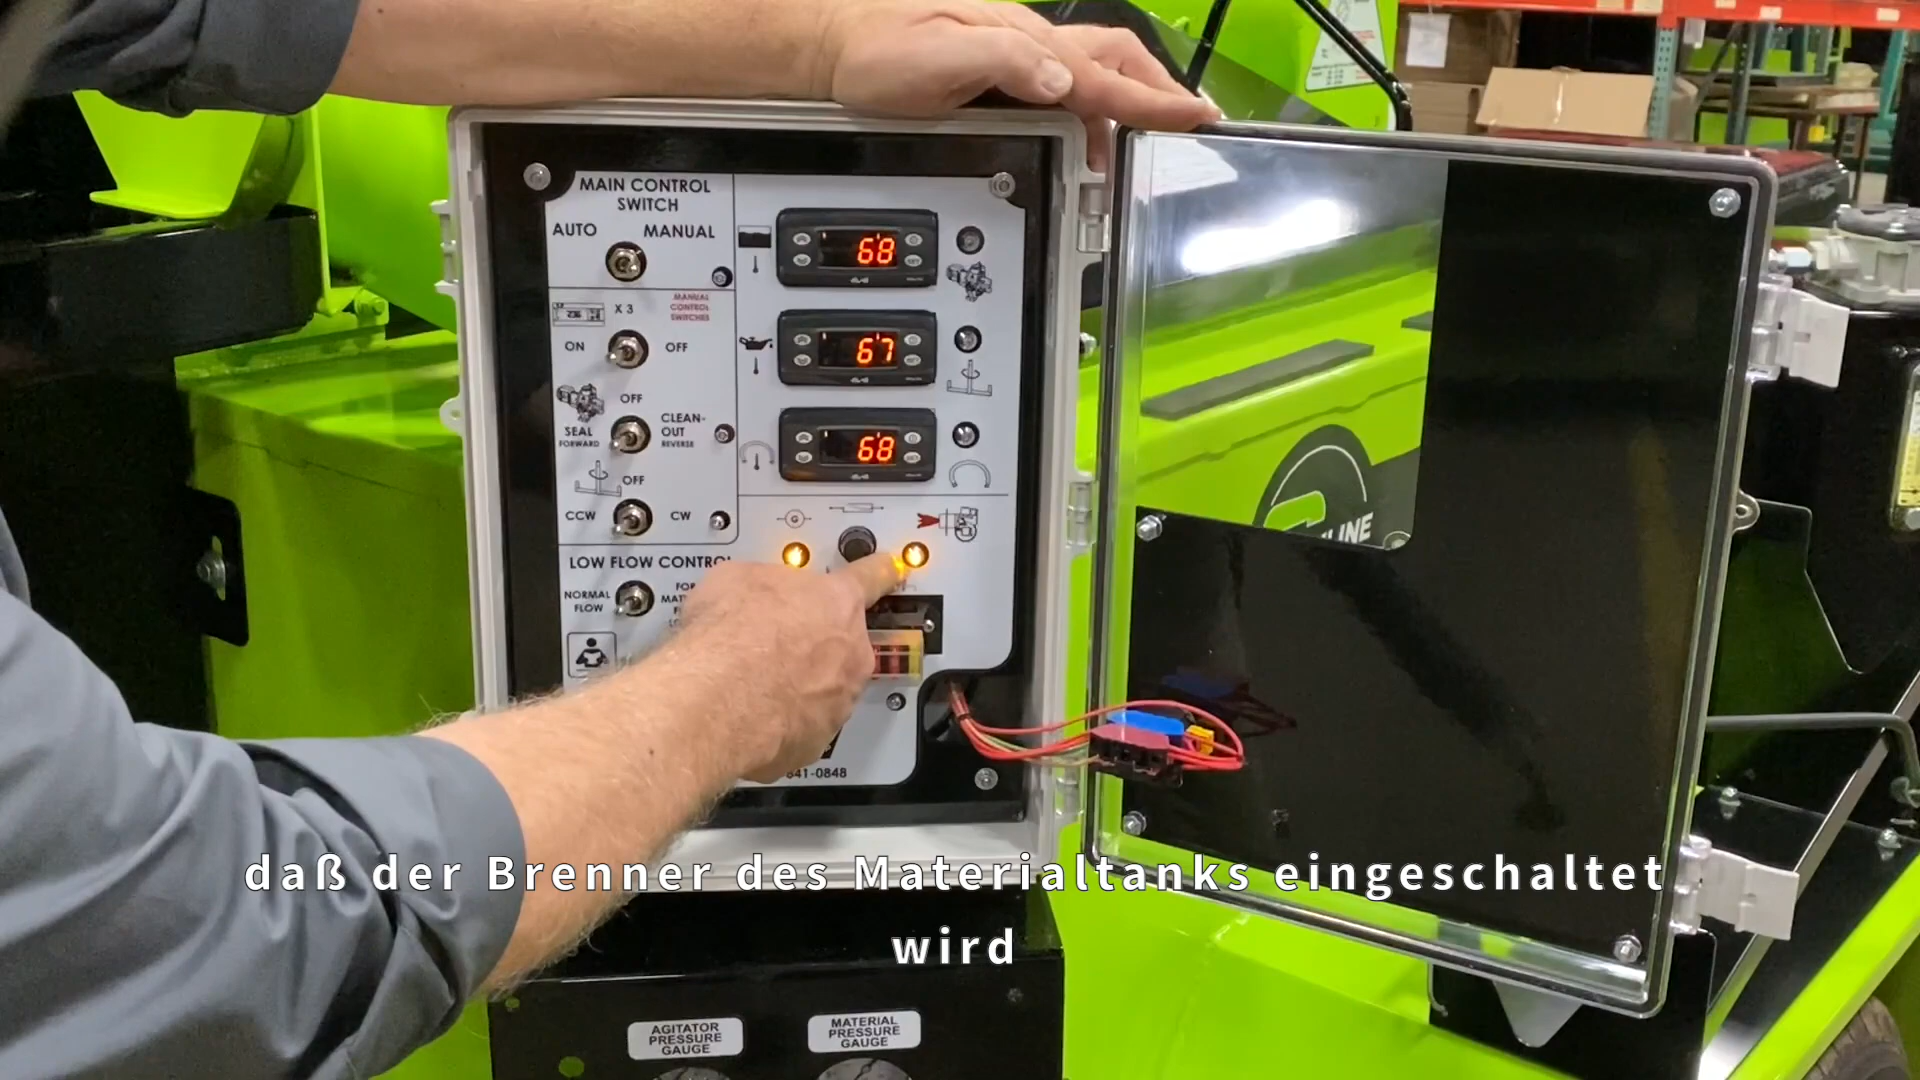 MAIN CONTROL
SWITCH
AUTO MANUAL
X 3
MANUAL
CONTROL
SWITCHES
ON OFF
OFF
SEAL
FORWARD
CLEAN-
OUT
REVERSE
OFF
CCW CW
LOW FLOW CONTROL
NORMAL
FLOW
68
67
68
841-0848
daß der Brenner des Materialtanks eingeschaltet
wird
AGITATOR
PRESSURE
GAUGE
MATERIAL
PRESSURE
GAUGE